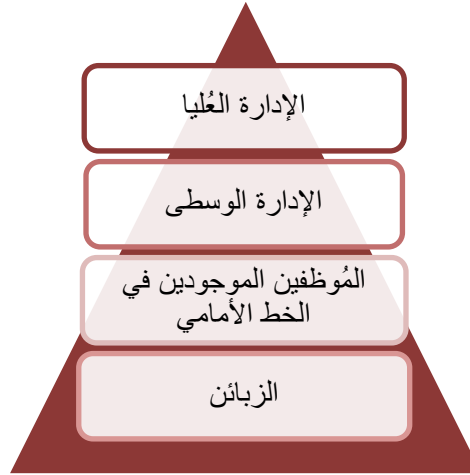 الإدارة العُليا
الإدارة الوسطى
المُوظفين الموجودين في
الخط الأمامي
الزبائن